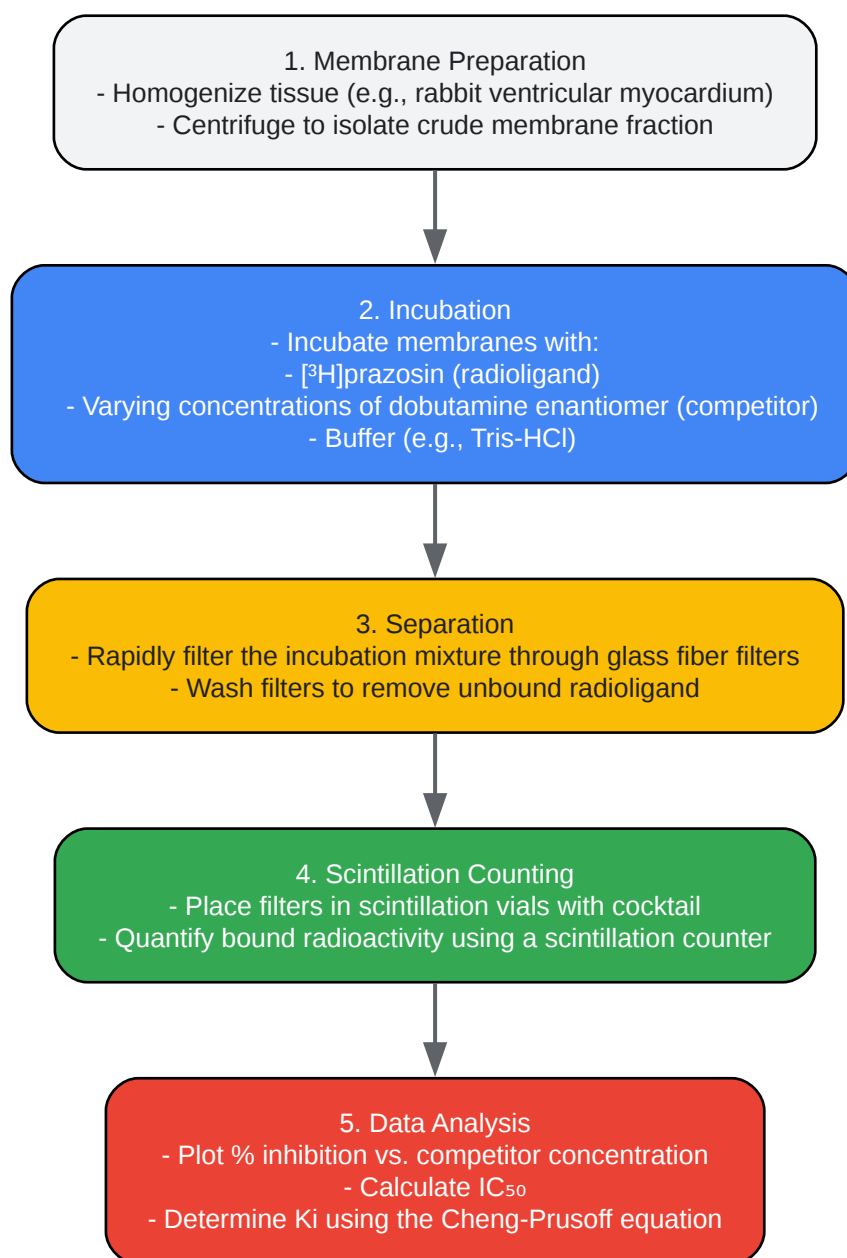 1. Membrane Preparation
- Homogenize tissue (e.g., rabbit ventricular myocardium)
- Centrifuge to isolate crude membrane fraction
2. Incubation
- Incubate membranes with:
- [³H]prazosin (radioligand)
- Varying concentrations of dobutamine enantiomer (competitor)
- Buffer (e.g., Tris-HCl)
3. Separation
- Rapidly filter the incubation mixture through glass fiber filters
- Wash filters to remove unbound radioligand
4. Scintillation Counting
- Place filters in scintillation vials with cocktail
- Quantify bound radioactivity using a scintillation counter
5. Data Analysis
- Plot % inhibition vs. competitor concentration
- Calculate IC₅₀
- Determine Ki using the Cheng-Prusoff equation